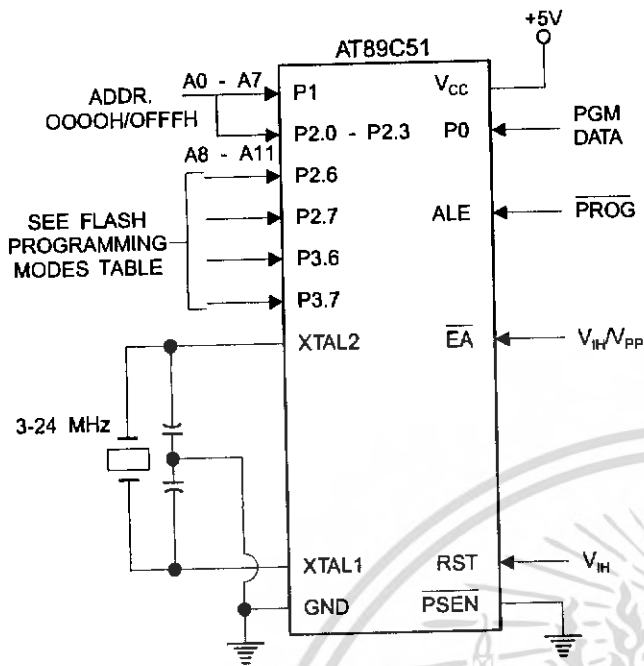 +5V
AT89C51
A0 - A7
ADDR.
OOOOH/OFFFH
P1
VCC
P2.0 - P2.3
P0
PGM
DATA
A8 - A11
P2.6
P2.7
ALE
PROG
SEE FLASH
PROGRAMMING
MODES TABLE
P3.6
P3.7
XTAL2
EA
VIH/VPP
3-24 MHz
XTAL1
RST
VIH
GND
PSEN